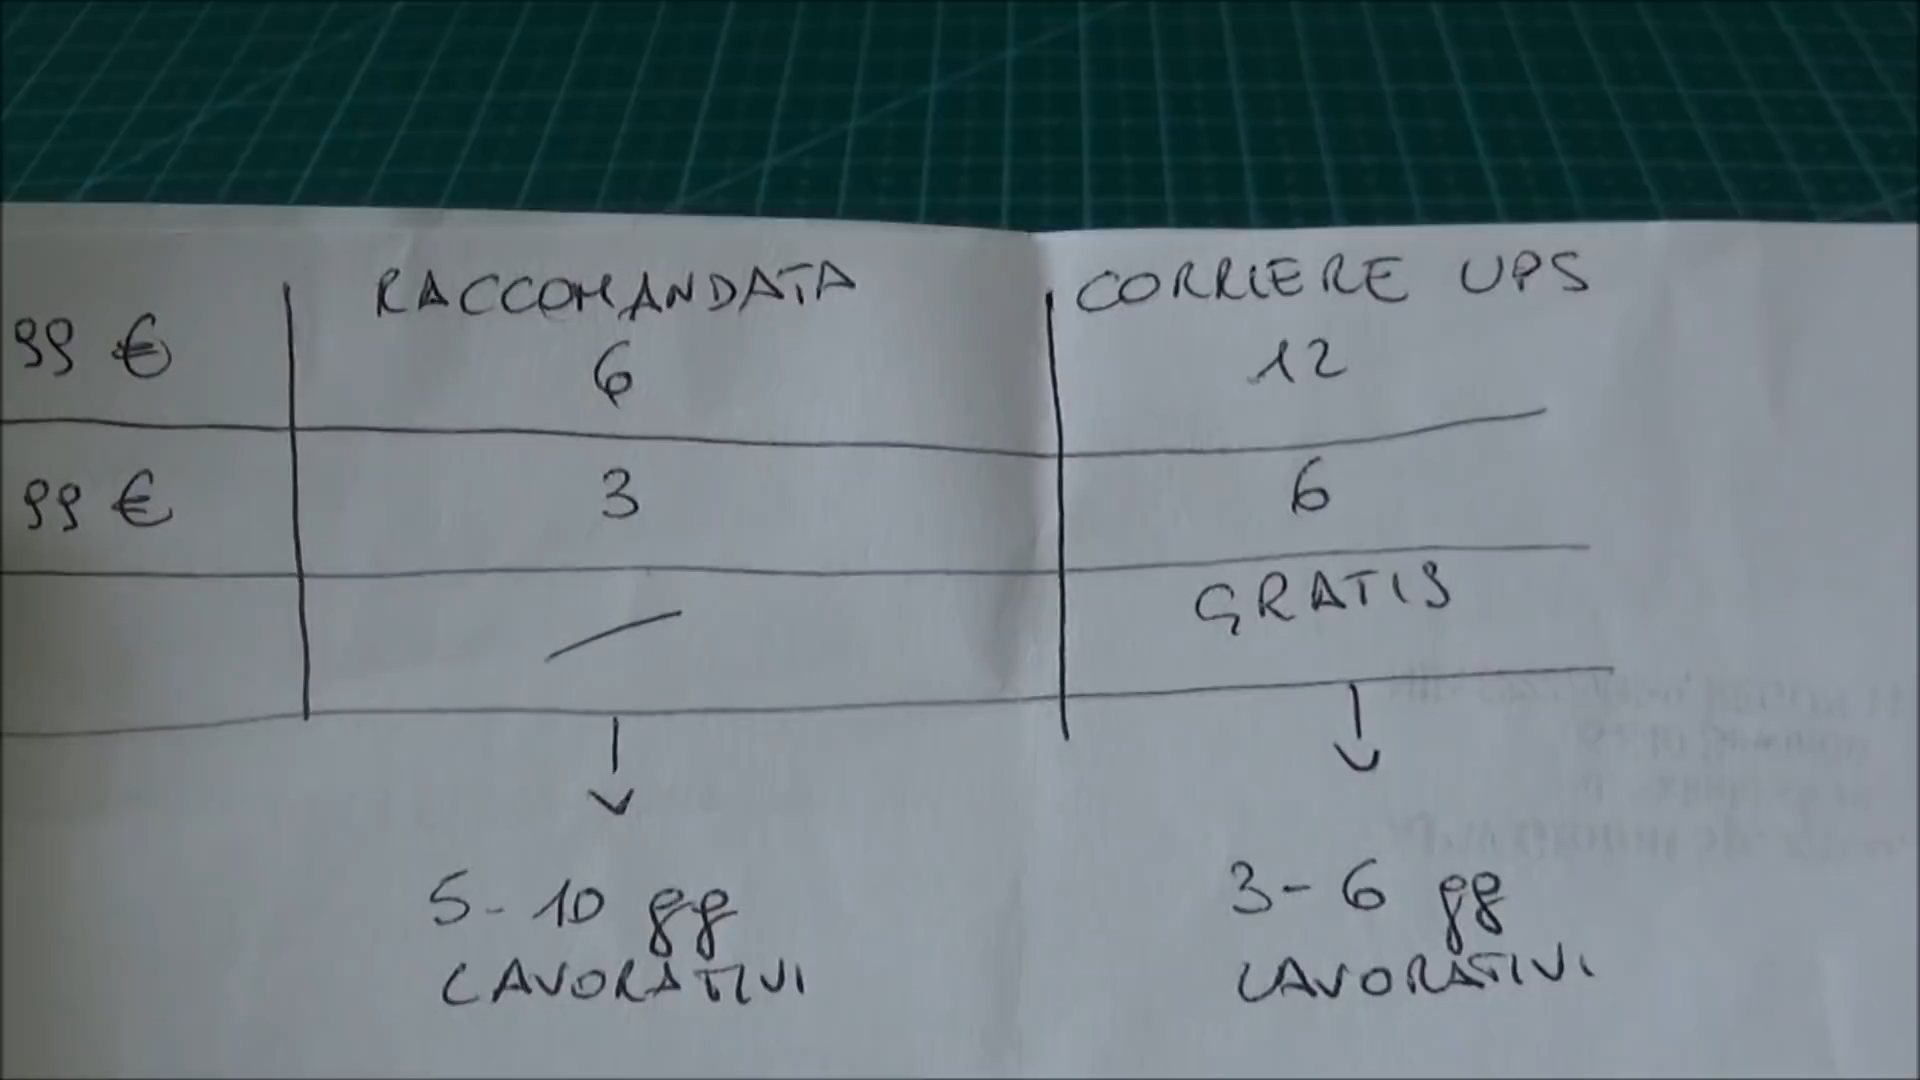 RACCOMANDATA CORRIERE UPS
99 € 6 12
99 € 3 6
GRATIS
5-10 gg 3-6 gg
LAVORATIVI LAVORATIVI